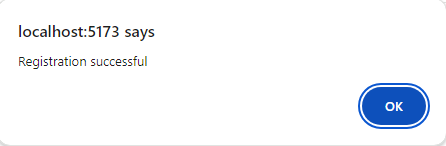 localhost:5173 says
Registration successful
OK